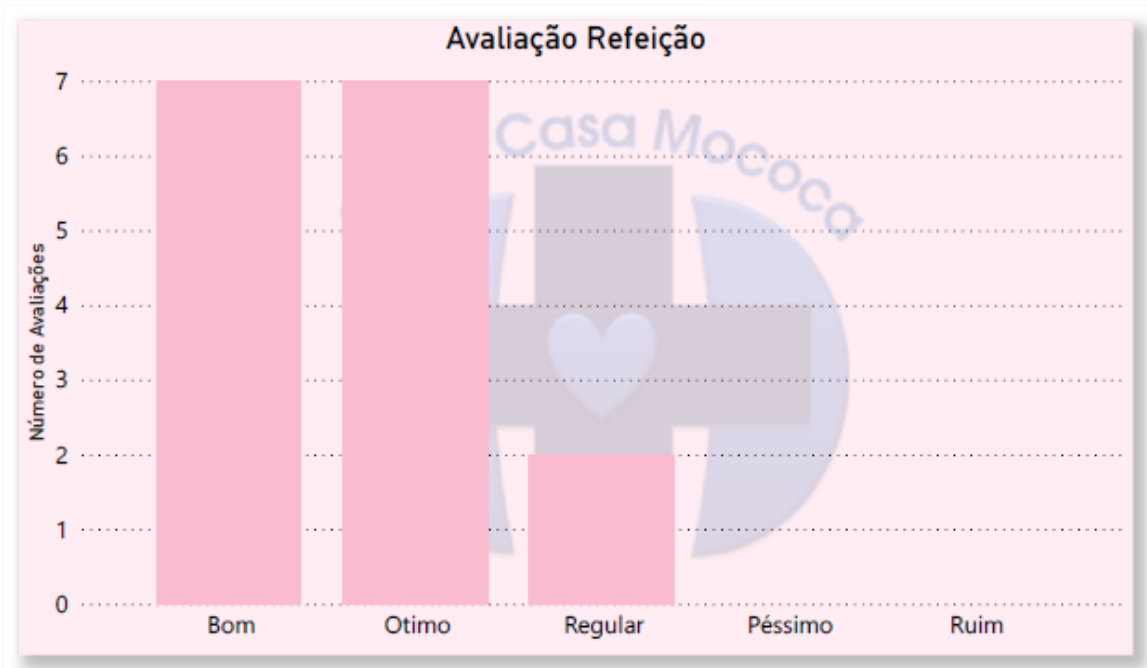 Avaliação Refeição
Casa Mococa
Número de Avaliações
7
6
5
4
3
2
1
0
Bom Otimo Regular Péssimo Ruim